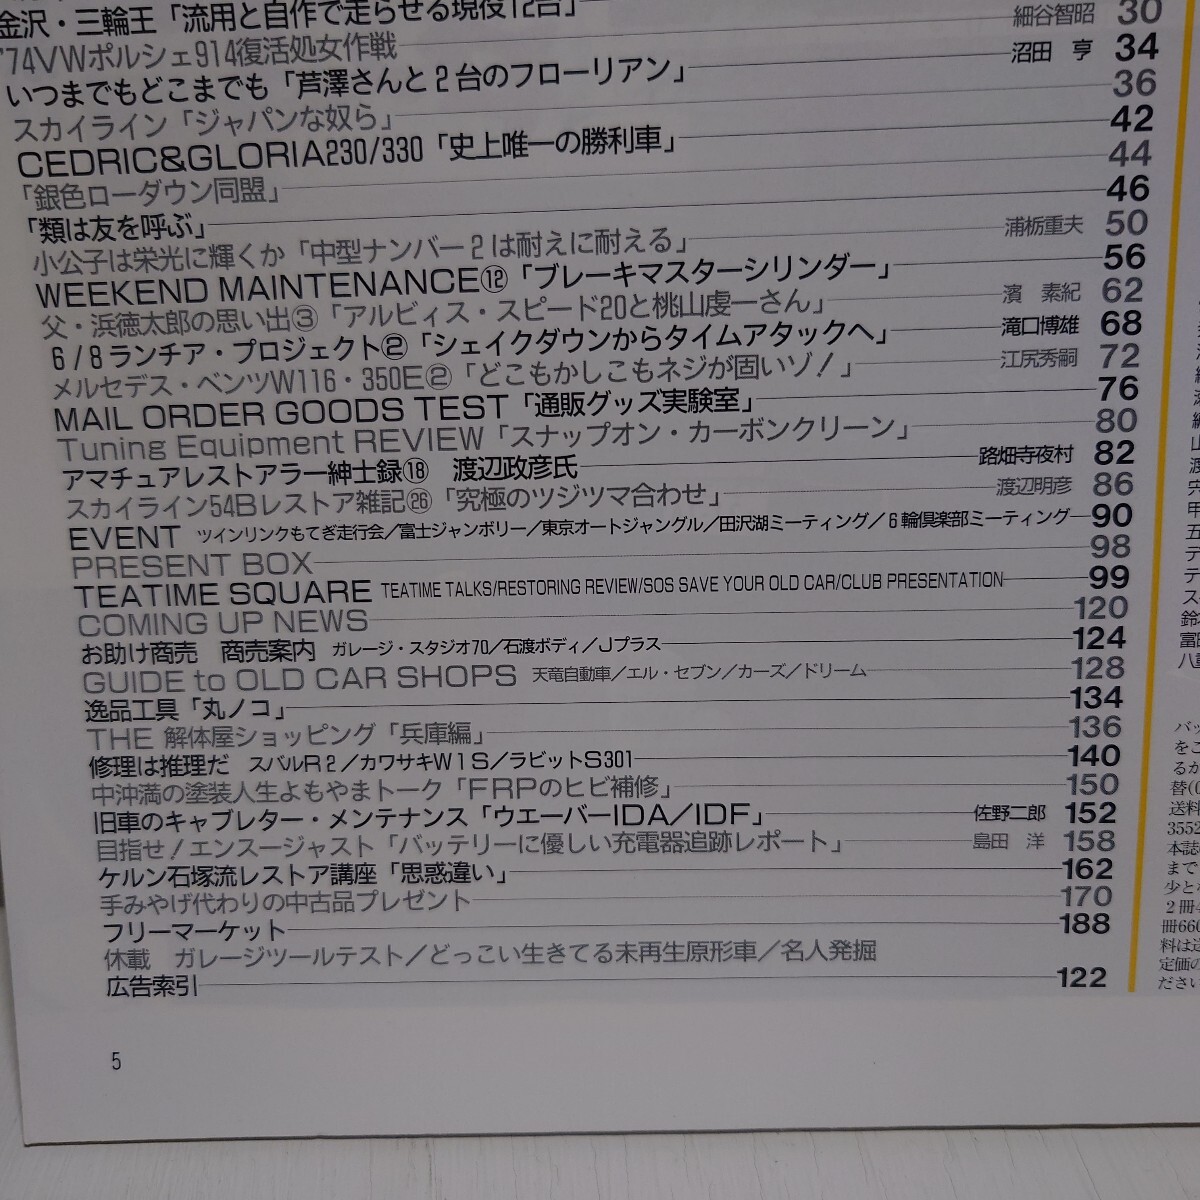 金沢・三輪王「流用と自作で走らせる現役12台」 細谷智昭 30
'74VWポルシェ914復活処女作戦 沼田 亨 34
いつまでもどこまでも「芦澤さんと2台のフローリアン」 36
スカイライン「ジャパンな奴ら」 42
CEDRIC&GLORIA230/330「史上唯一の勝利車」 44
「銀色ローダウン同盟」 46
「類は友を呼ぶ」 浦栃重夫 50
小公子は栄光に輝くか「中型ナンバー2は耐えに耐える」 56
WEEKEND MAINTENANCE⑫「ブレーキマスターシリンダー」 濱 素紀 62
父・浜徳太郎の思い出③「アルビィス・スピード20と桃山虔一さん」 滝口博雄 68
6/8ランチア・プロジェクト②「シェイクダウンからタイムアタックへ」 江尻秀嗣 72
メルセデス・ベンツW116・350E②「どこもかしこもネジが固いゾ！」 76
MAIL ORDER GOODS TEST「通販グッズ実験室」 80
Tuning Equipment REVIEW「スナップオン・カーボンクリーン」 路畑寺夜村 82
アマチュアレストアラー紳士録⑱ 渡辺政彦氏 渡辺明彦 86
スカイライン54Bレストア雑記㉖「究極のツジツマ合わせ」 90
EVENT ツインリンクもてぎ走行会／富士ジャンボリー／東京オートジャングル／田沢湖ミーティング／6輪倶楽部ミーティング 98
PRESENT BOX 99
TEATIME SQUARE TEATIME TALKS/RESTORING REVIEW/SOS SAVE YOUR OLD CAR/CLUB PRESENTATION 120
COMING UP NEWS 124
お助け商売 商売案内 ガレージ・スタジオ70／石渡ボディ／Jプラス 128
GUIDE to OLD CAR SHOPS 天竜自動車／エル・セブン／カーズ／ドリーム 134
逸品工具「丸ノコ」 136
THE 解体屋ショッピング「兵庫編」 140
修理は推理だ スバルR2／カワサキW1S／ラビットS301 150
中沖満の塗装人生よもやまトーク「FRPのヒビ補修」 佐野二郎 152
旧車のキャブレター・メンテナンス「ウエーバーIDA／IDF」 島田 洋 158
目指せ！エンスージャスト「バッテリーに優しい充電器追跡レポート」 162
ケルン石塚流レストア講座「思惑違い」 170
手みやげ代わりの中古品プレゼント 188
フリーマーケット
休載 ガレージツールテスト／どっこい生きてる未再生原形車／名人発掘
広告索引 122
5
バッ
をこ
るか
替(0
送料
3552
本誌
まで
少とな
2冊4
冊660
料は送
定価の
ださい